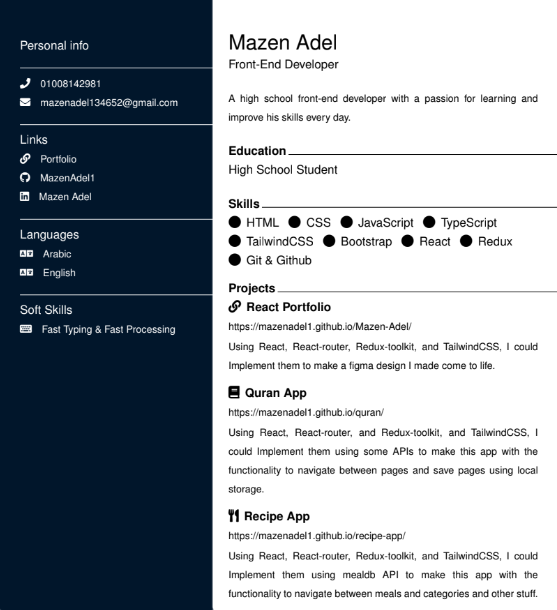 Personal info
01008142981
mazenadel134652@gmail.com
Links
Portfolio
MazenAdel1
Mazen Adel
Languages
Arabic
English
Soft Skills
Fast Typing & Fast Processing
Mazen Adel
Front-End Developer
A high school front-end developer with a passion for learning and
improve his skills every day.
Education
High School Student
Skills
HTML CSS JavaScript TypeScript
TailwindCSS Bootstrap React Redux
Git & Github
Projects
React Portfolio
https://mazenadel1.github.io/Mazen-Adel/
Using React, React-router, Redux-toolkit, and TailwindCSS, I could
Implement them to make a figma design I made come to life.
Quran App
https://mazenadel1.github.io/quran/
Using React, React-router, and Redux-toolkit, and TailwindCSS, I
could Implement them using some APIs to make this app with the
functionality to navigate between pages and save pages using local
storage.
Recipe App
https://mazenadel1.github.io/recipe-app/
Using React, React-router, Redux-toolkit, and TailwindCSS, I could
Implement them using mealdb API to make this app with the
functionality to navigate between meals and categories and other stuff.